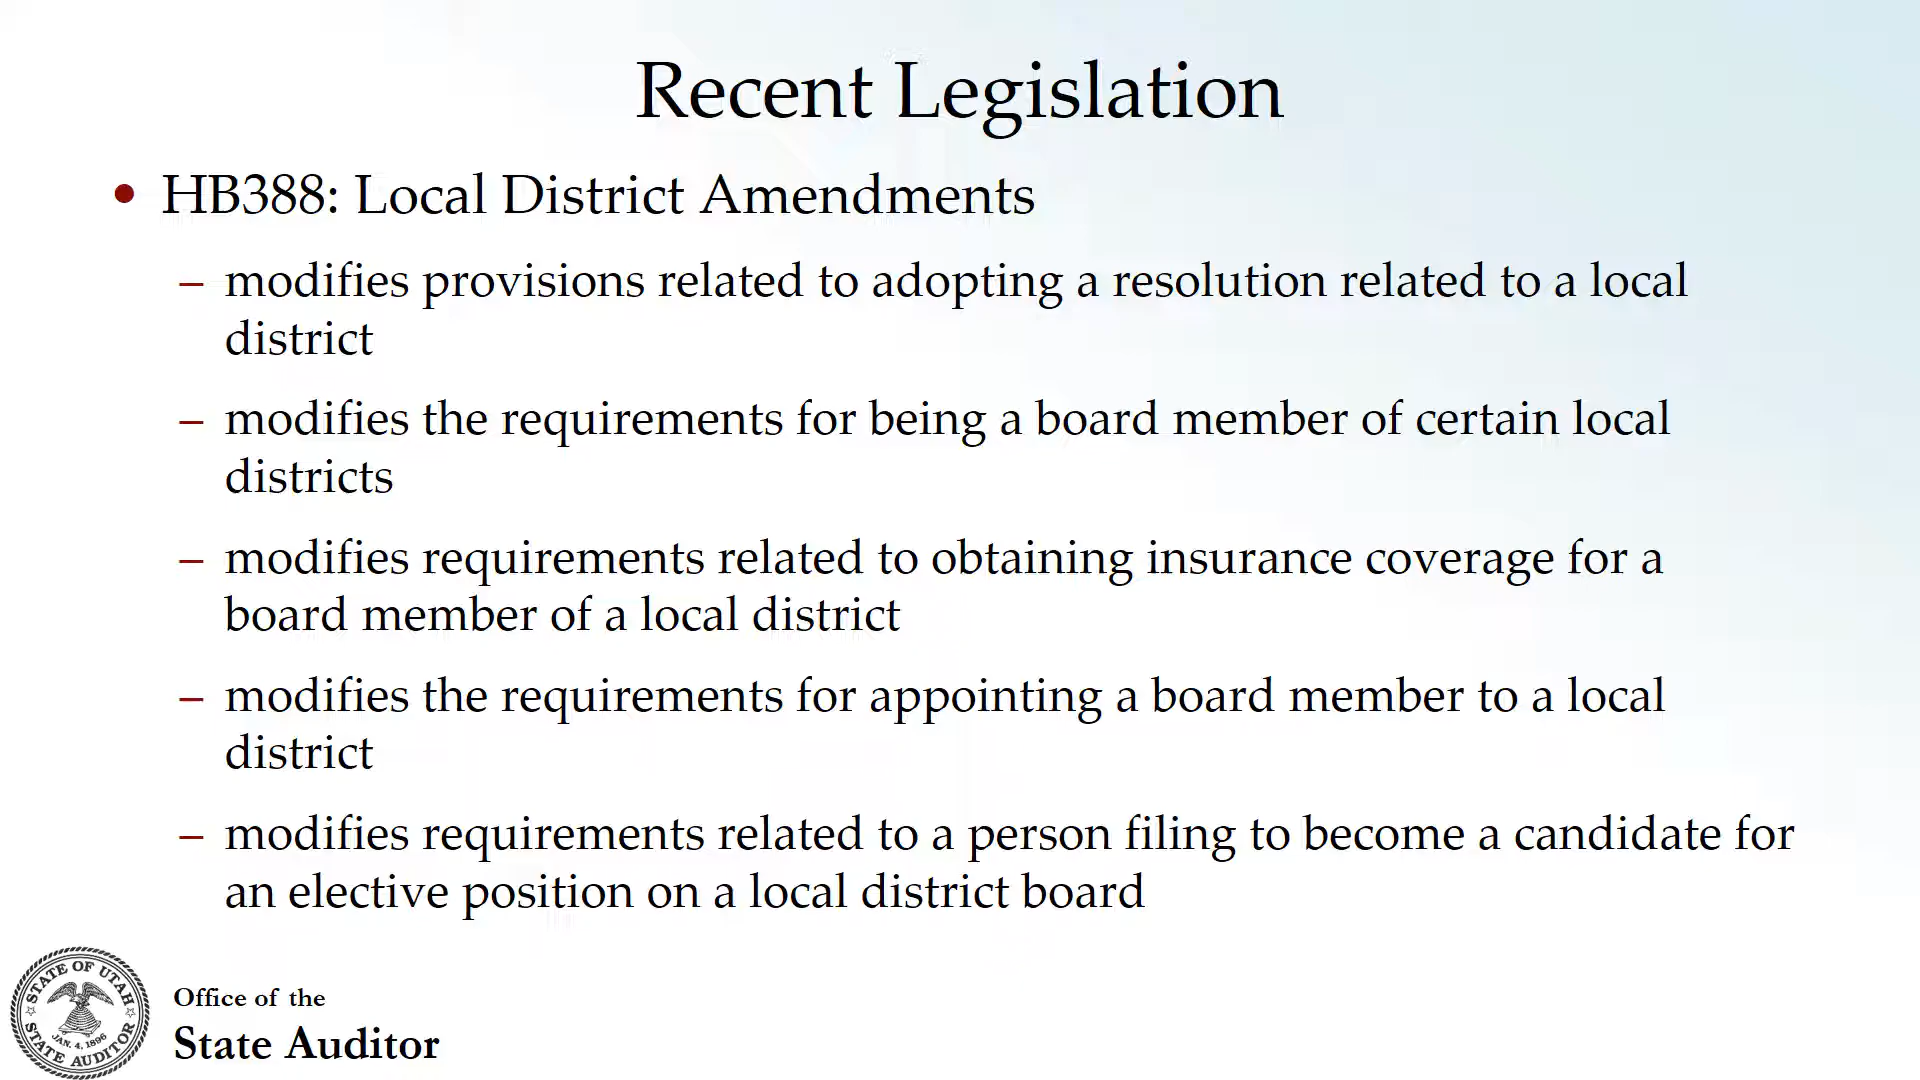 Recent Legislation
• HB388: Local District Amendments
– modifies provisions related to adopting a resolution related to a local
district
– modifies the requirements for being a board member of certain local
districts
– modifies requirements related to obtaining insurance coverage for a
board member of a local district
– modifies the requirements for appointing a board member to a local
district
– modifies requirements related to a person filing to become a candidate for
an elective position on a local district board
STATE OF UTAH
JAN. 4, 1896
STATE AUDITOR
Office of the
State Auditor